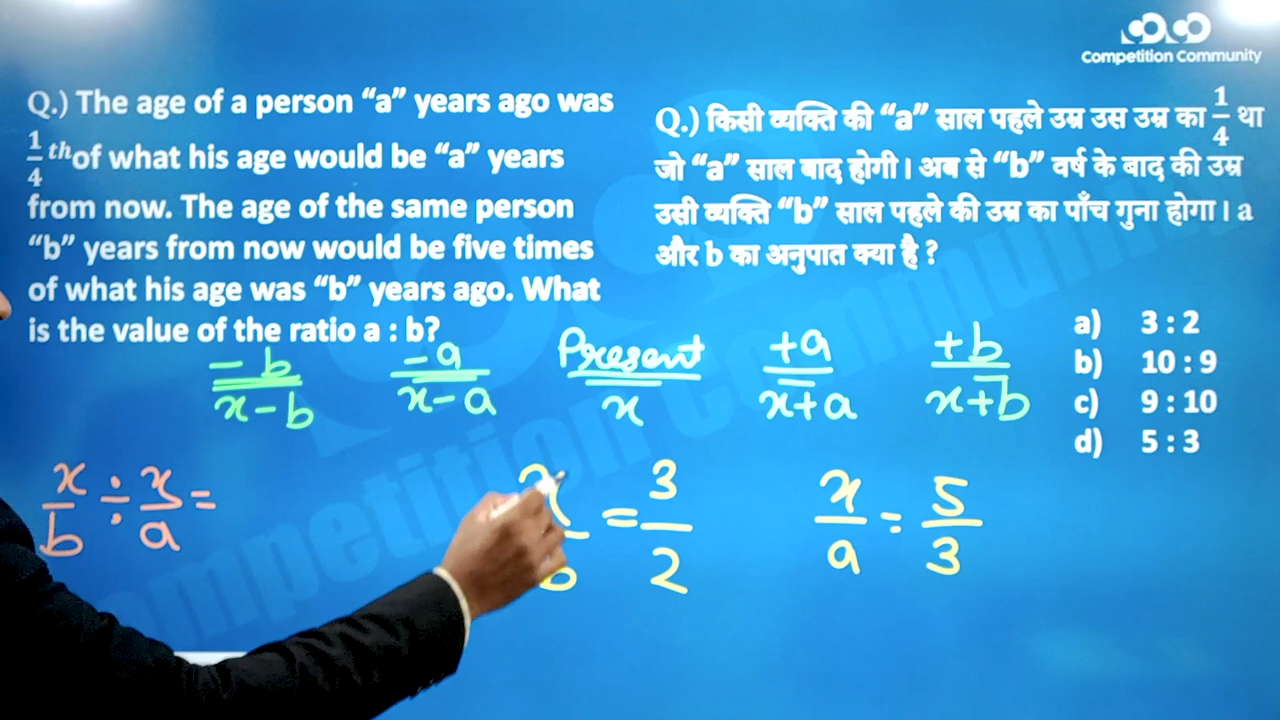 Competition Community
Q.) The age of a person “a” years ago was
1/4 th of what his age would be “a” years
from now. The age of the same person
“b” years from now would be five times
of what his age was “b” years ago. What
is the value of the ratio a : b?
Q.) किसी व्यक्ति की “a” साल पहले उम्र उस उम्र का 1/4 था
जो “a” साल बाद होगी। अब से “b” वर्ष के बाद की उम्र
उसी व्यक्ति “b” साल पहले की उम्र का पाँच गुना होगा। a
और b का अनुपात क्या है ?
a) 3 : 2
b) 10 : 9
c) 9 : 10
d) 5 : 3
-b -a Present +a +b
x-b x-a x x+a x+b
x/b ÷ x/a =
x/b = 3/2
x/a = 5/3
Competition Community